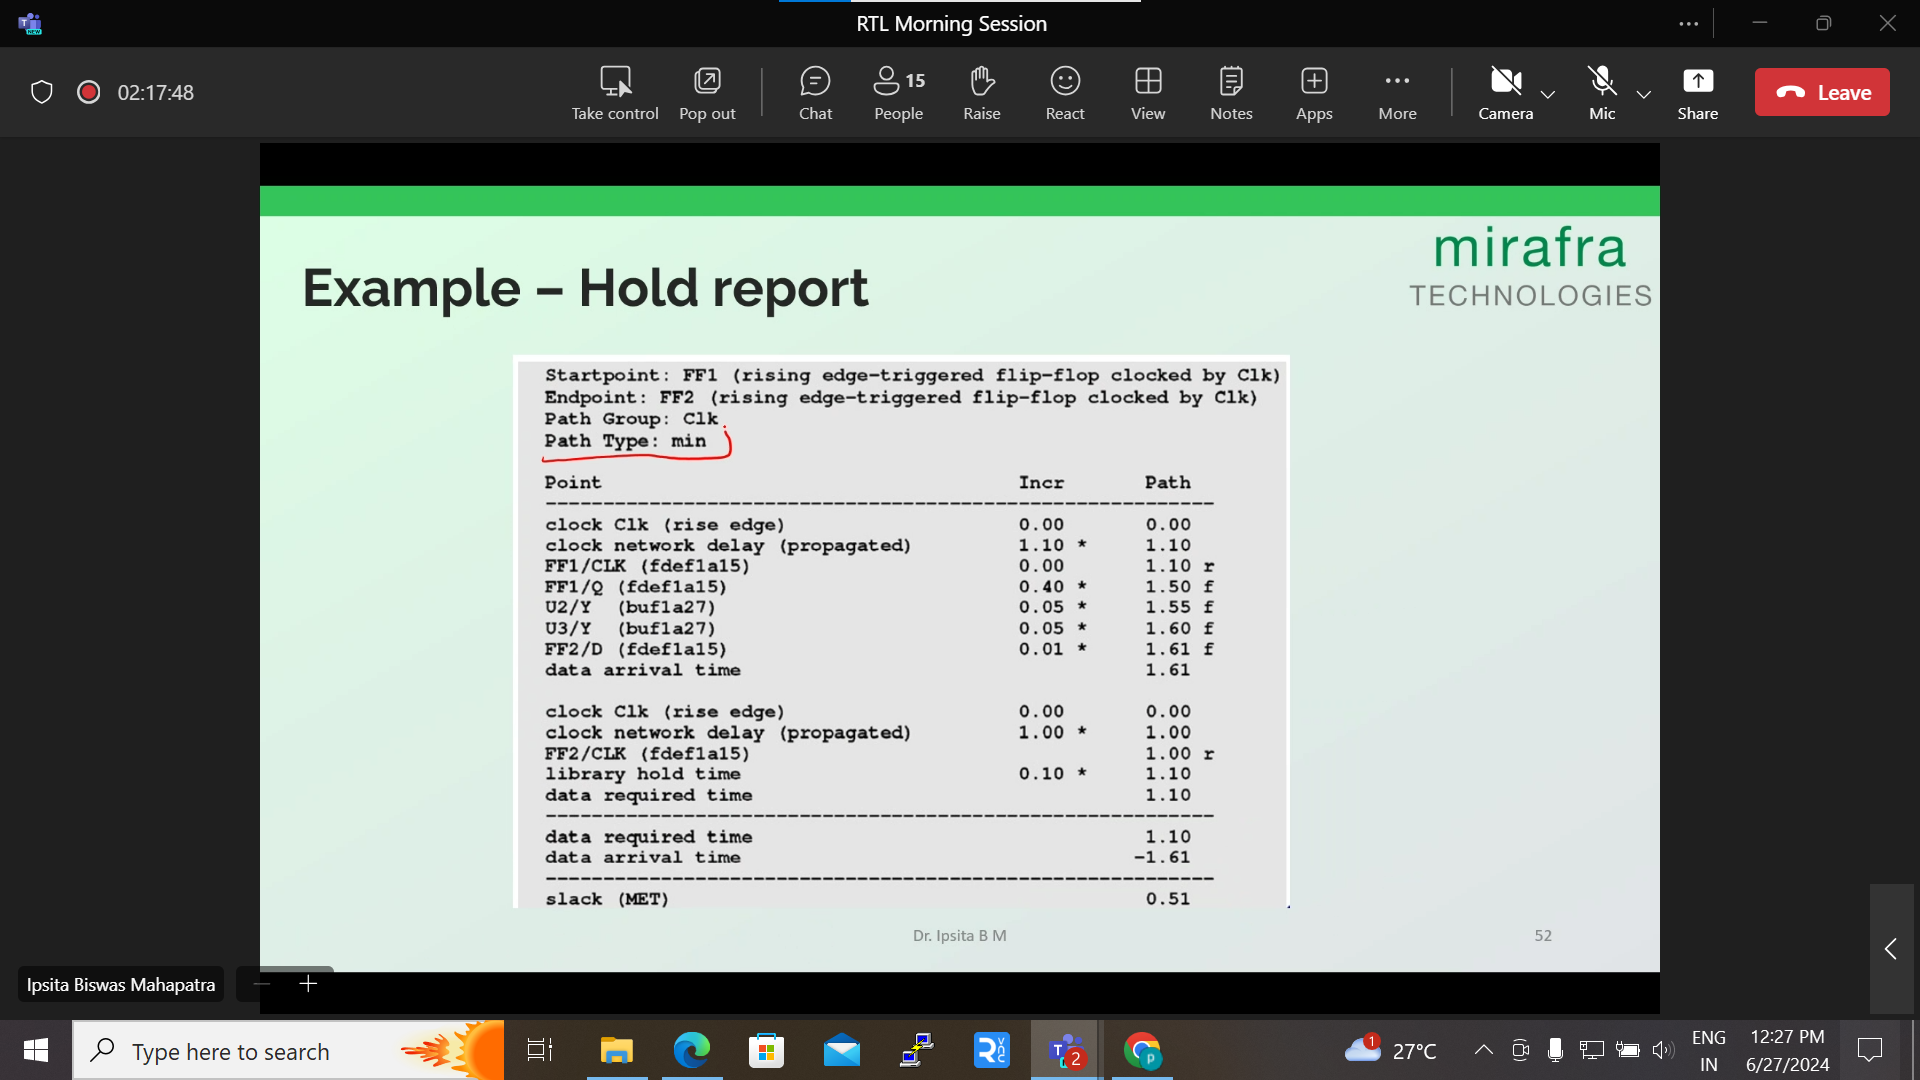 RTL Morning Session
T
NEW
02:17:48
Take control
Pop out
Chat
15
People
Raise
React
View
Notes
Apps
More
Camera
Mic
Share
Leave
mirafra
TECHNOLOGIES
Example – Hold report
Startpoint: FF1 (rising edge-triggered flip-flop clocked by Clk)
Endpoint: FF2 (rising edge-triggered flip-flop clocked by Clk)
Path Group: Clk
Path Type: min
Point Incr Path
clock Clk (rise edge) 0.00 0.00
clock network delay (propagated) 1.10 * 1.10
FF1/CLK (fdef1a15) 0.00 1.10 r
FF1/Q (fdef1a15) 0.40 * 1.50 f
U2/Y (buf1a27) 0.05 * 1.55 f
U3/Y (buf1a27) 0.05 * 1.60 f
FF2/D (fdef1a15) 0.01 * 1.61 f
data arrival time 1.61
clock Clk (rise edge) 0.00 0.00
clock network delay (propagated) 1.00 * 1.00
FF2/CLK (fdef1a15) 1.00 r
library hold time 0.10 * 1.10
data required time 1.10
data required time 1.10
data arrival time -1.61
slack (MET) 0.51
Dr. Ipsita B M
52
Ipsita Biswas Mahapatra
Type here to search
VNC
T
2
p
1
27°C
ENG
IN
12:27 PM
6/27/2024